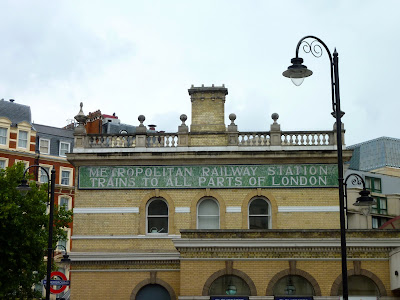 METROPOLITAN RAILWAY STATION
TRAINS TO ALL PARTS OF LONDON.